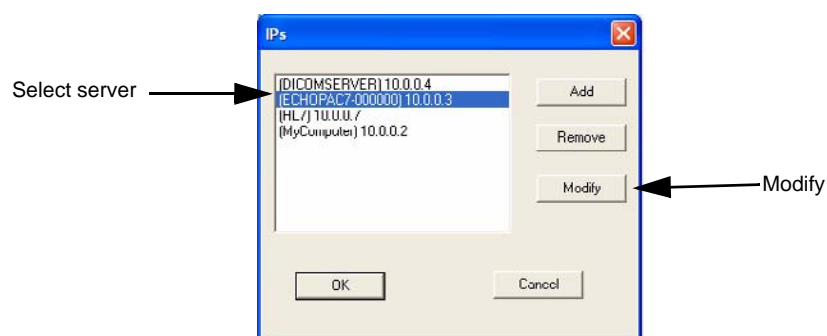 IPs
Select server
(DICOMSERVER) 10.0.0.4
(ECHOPAC7-000000) 10.0.0.3
(HL7) 10.0.0.7
(MyComputer) 10.0.0.2
Add
Remove
Modify
Modify
OK
Cancel